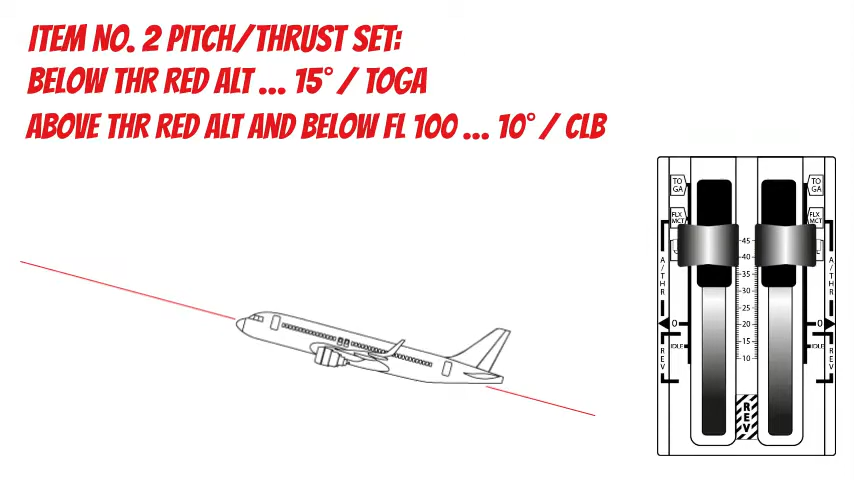 ITEM NO. 2 PITCH/THRUST SET:
BELOW THR RED ALT ... 15° / TOGA
ABOVE THR RED ALT AND BELOW FL 100 ... 10° / CLB
TO
GA
TO
GA
FLX
MCT
FLX
MCT
A/THR
A/THR
45
40
35
30
25
20
15
10
0
0
IDLE
IDLE
REV
REV
REV